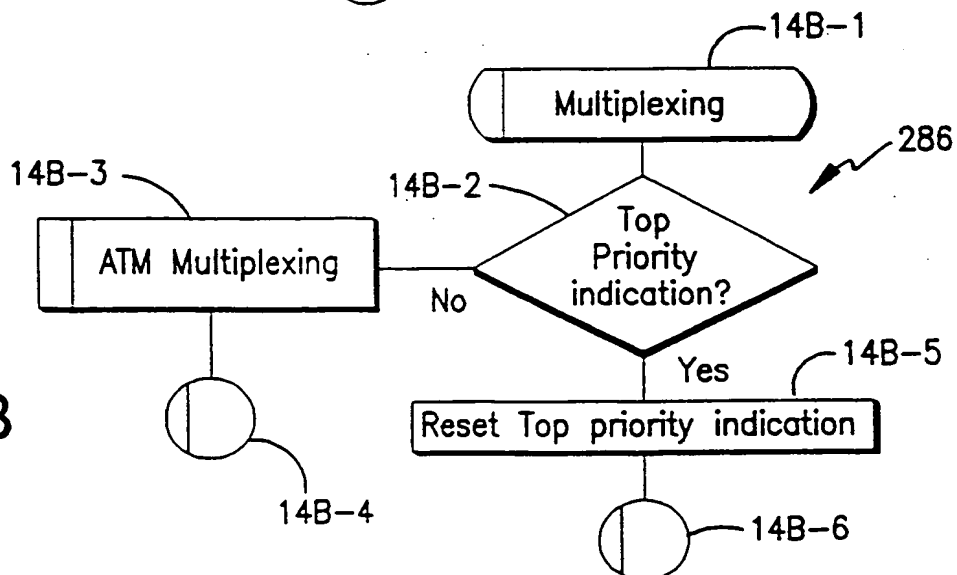 14B-1
Multiplexing
286
14B-3
14B-2
Top
Priority
indication?
ATM Multiplexing
No
Yes
14B-5
Reset Top priority indication
14B-4
14B-6